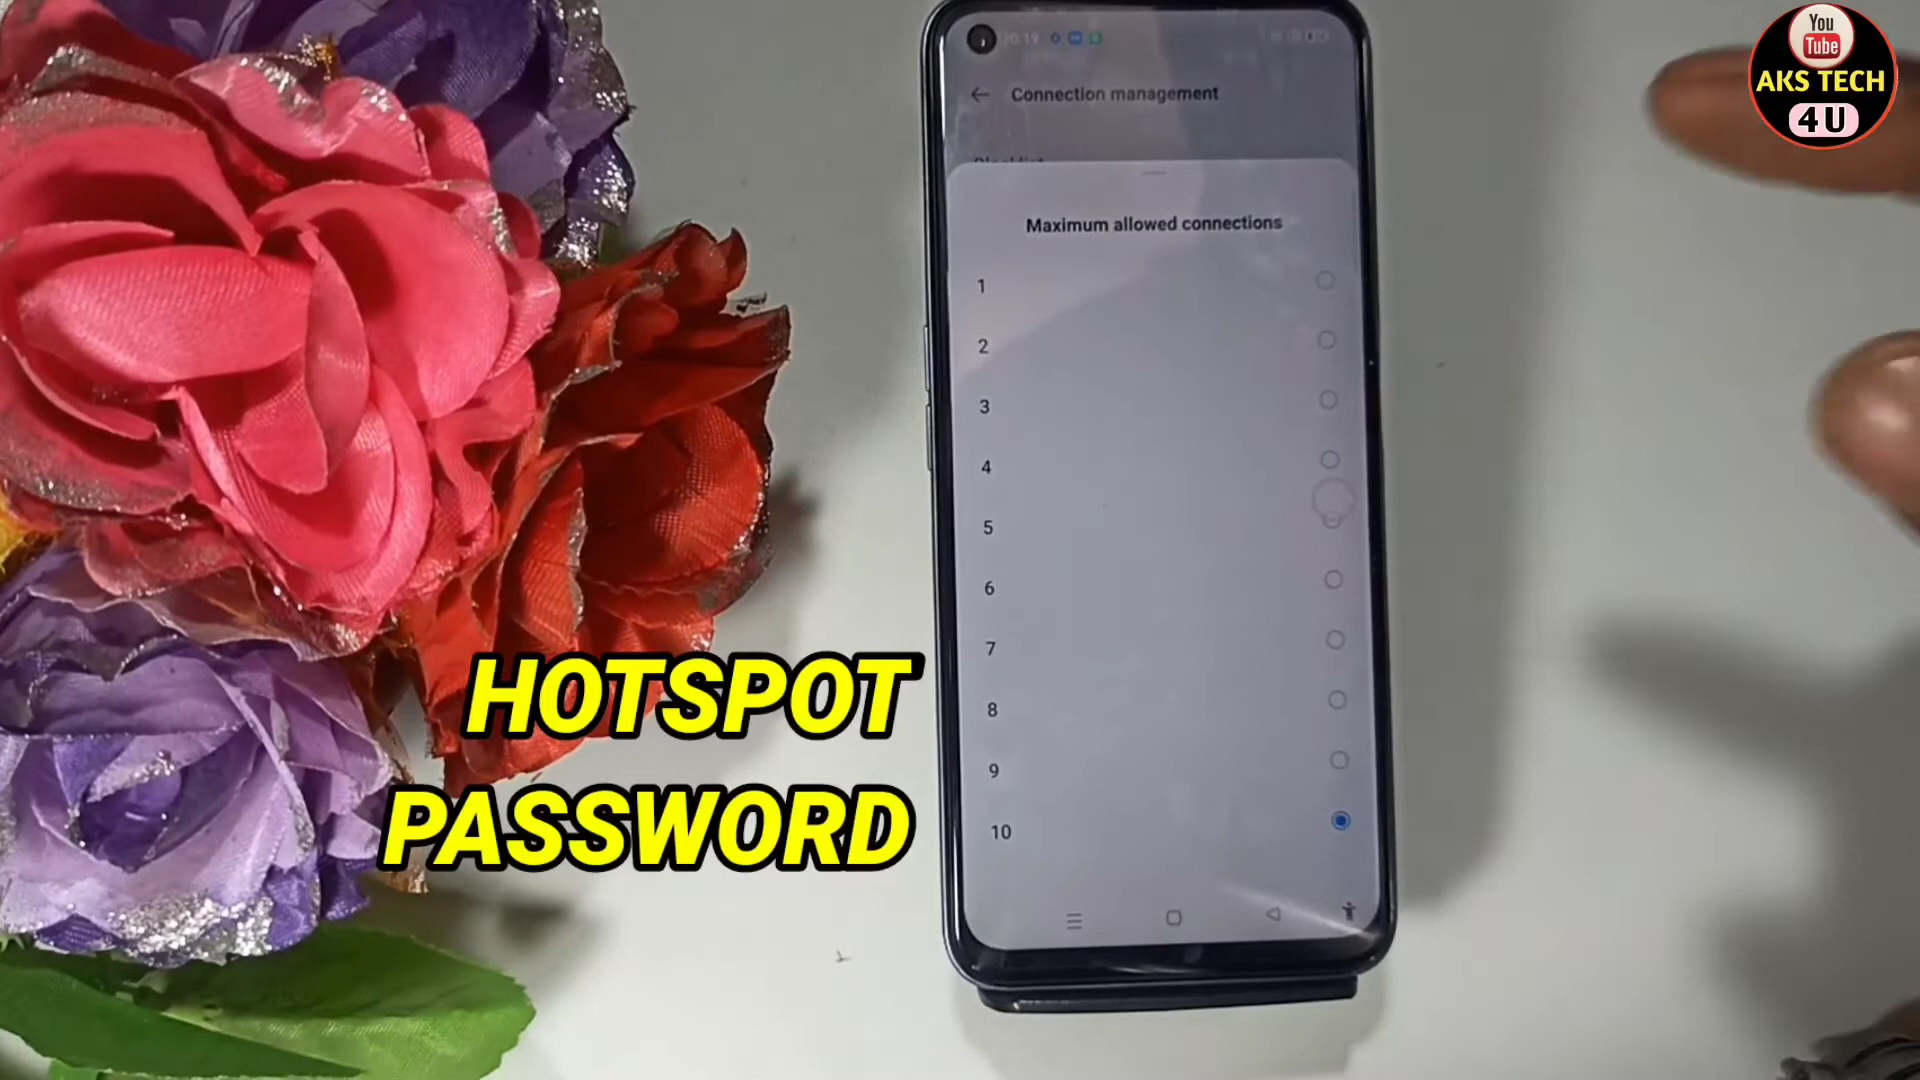 You
Tube
AKS TECH
4U
Connection management
Maximum allowed connections
1
2
3
4
5
6
7
8
9
10
HOTSPOT
PASSWORD